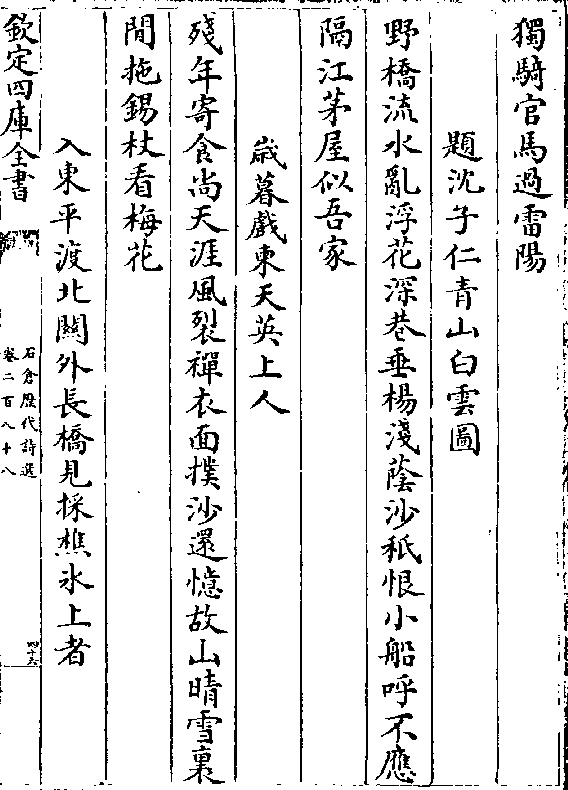 獨騎官馬過雷陽
題沈子仁青山白雲圖
野橋流水亂浮花深巷垂楊淺蔭沙秖恨小船呼不應
隔江茅屋似吾家
歳暮戲東天英上人
殘年寄食尚天涯風裂禪衣面撲沙還憶故山晴雪裏
閒拖錫杖看梅花
入東平渡北闗外長橋見採樵氷上者
欽定四庫全書
石倉歴代詩選
卷二百八十八
四十六